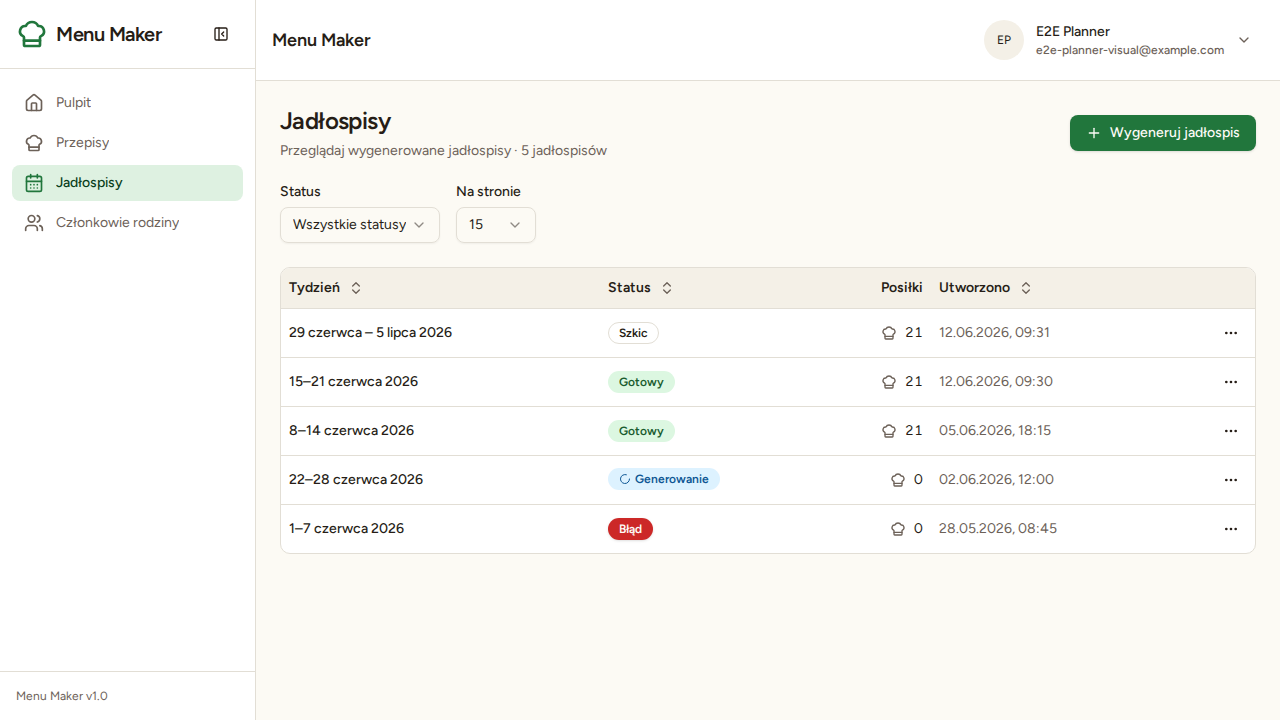 Menu Maker
Menu Maker
EP
E2E Planner
e2e-planner-visual@example.com
Pulpit
Przepisy
Jadłospisy
Członkowie rodziny
Menu Maker v1.0
Jadłospisy
Przeglądaj wygenerowane jadłospisy · 5 jadłospisów
Wygeneruj jadłospis
Status
Na stronie
Wszystkie statusy
15
Tydzień Status Posiłki Utworzono
29 czerwca – 5 lipca 2026 Szkic 21 12.06.2026, 09:31
15–21 czerwca 2026 Gotowy 21 12.06.2026, 09:30
8–14 czerwca 2026 Gotowy 21 05.06.2026, 18:15
22–28 czerwca 2026 Generowanie 0 02.06.2026, 12:00
1–7 czerwca 2026 Błąd 0 28.05.2026, 08:45